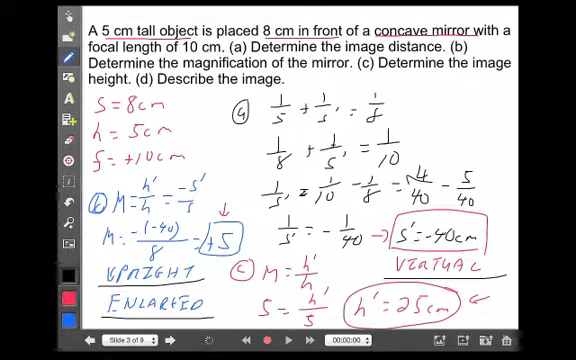 A 5 cm tall object is placed 8 cm in front of a concave mirror with a
focal length of 10 cm. (a) Determine the image distance. (b)
Determine the magnification of the mirror. (c) Determine the image
height. (d) Describe the image.
S = 8cm
h = 5cm
f = +10cm
(a) 1/s + 1/s' = 1/8
1/8 + 1/s' = 1/10
1/s' = 1/10 - 1/8 = 4/40 - 5/40
1/s' = - 1/40 → s' = -40cm
VIRTUAL
(b) M = h'/h = -s'/s
M = -(-40)/8 = +5
UPRIGHT
ENLARGED
(c) M = h'/h
5 = h'/5
h' = 25cm
Slide 3 of 9
00:00:00